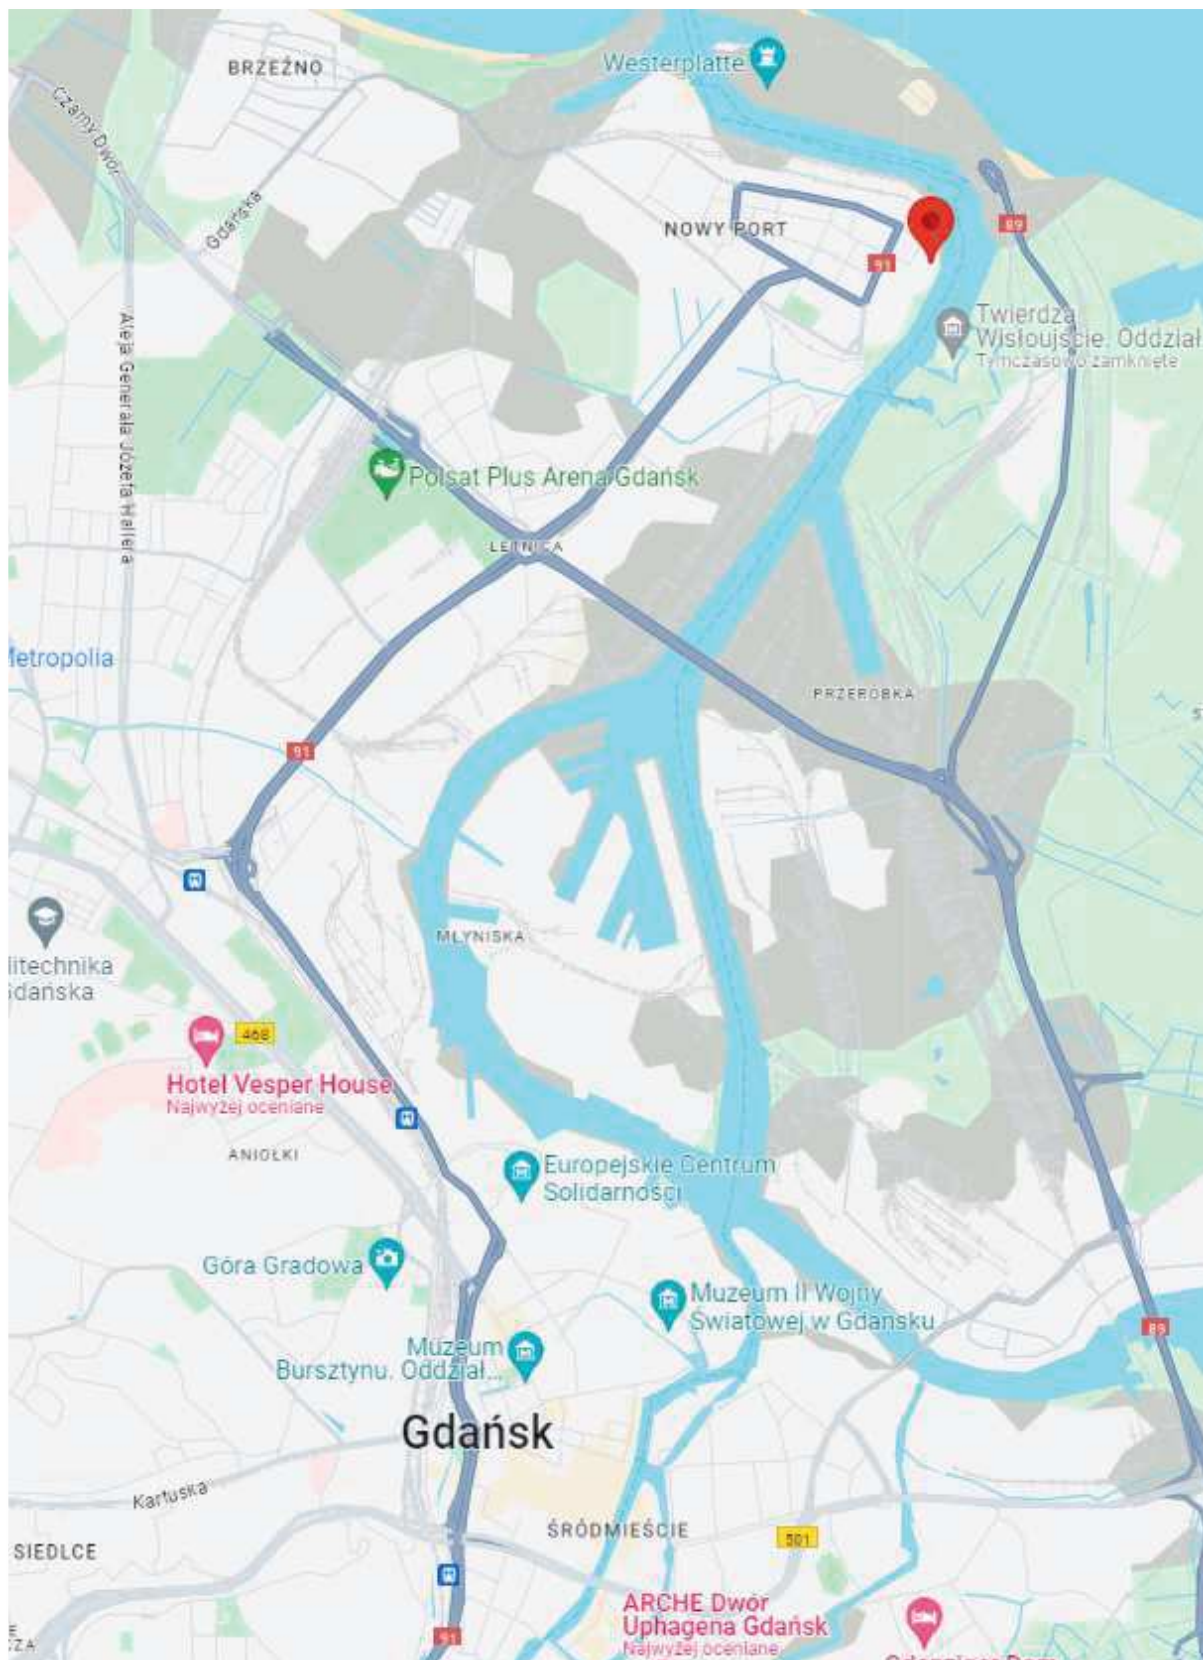 BRZEŹNO
Westerplatte
Czarny Dwór
Gdańska
NOWY PORT
89
91
Twierdza
Wisłoujście. Oddział
Tymczasowo zamknięte
Aleja Generała Józefa Hallera
Polsat Plus Arena Gdańsk
LETNICA
Metropolia
PRZERÓBKA
91
MŁYNISKA
litechnika
Gdańska
468
Hotel Vesper House
Najwyżej oceniane
ANIOŁKI
Europejskie Centrum
Solidarności
Góra Gradowa
Muzeum II Wojny
Światowej w Gdańsku
89
Muzeum
Bursztynu. Oddział...
Gdańsk
Kartuska
ŚRÓDMIEŚCIE
501
SIEDLCE
ARCHE Dwór
Uphagena Gdańsk
Najwyżej oceniane
91